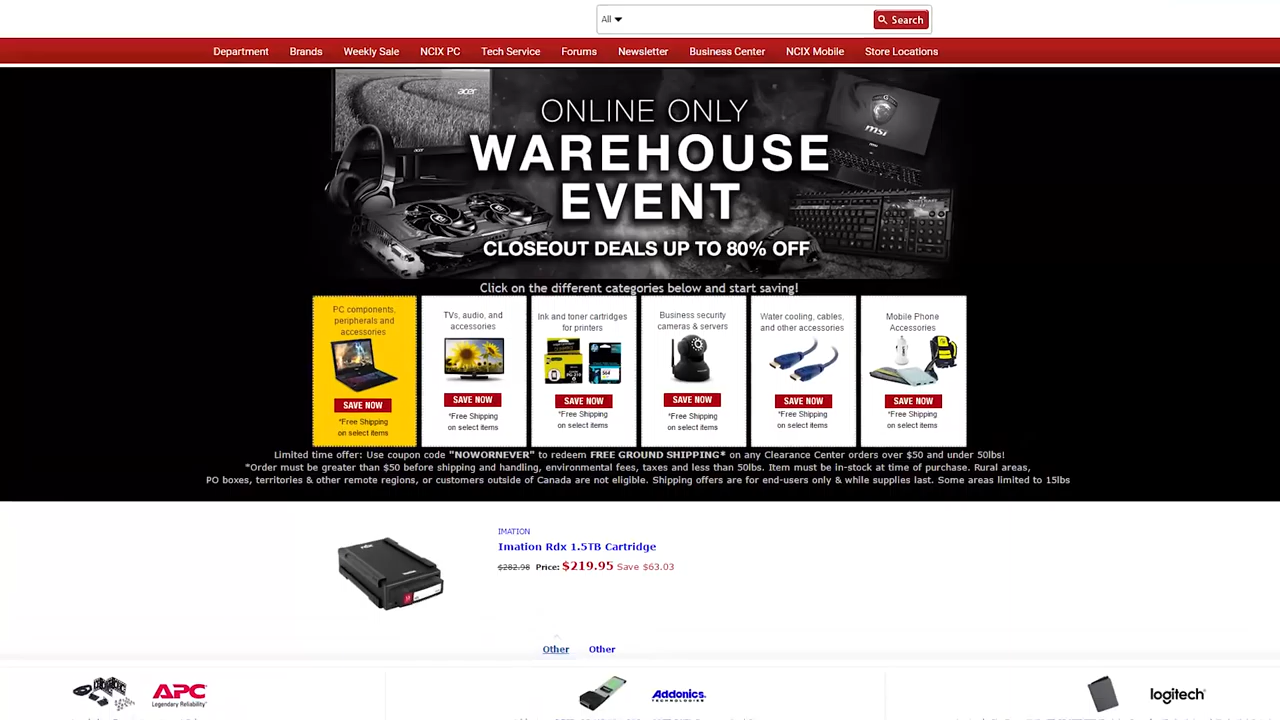 All
Search
Department Brands Weekly Sale NCIX PC Tech Service Forums Newsletter Business Center NCIX Mobile Store Locations
acer
msi
ONLINE ONLY
WAREHOUSE
EVENT
CLOSEOUT DEALS UP TO 80% OFF
Click on the different categories below and start saving!
PC components,
peripherals and
accessories
SAVE NOW
*Free Shipping
on select items
TVs, audio, and
accessories
SAVE NOW
*Free Shipping
on select items
Ink and toner cartridges
for printers
564
SAVE NOW
*Free Shipping
on select items
Business security
cameras & servers
SAVE NOW
*Free Shipping
on select items
Water cooling, cables,
and other accessories
SAVE NOW
*Free Shipping
on select items
Mobile Phone
Accessories
SAVE NOW
*Free Shipping
on select items
Limited time offer: Use coupon code "NOWORNEVER" to redeem FREE GROUND SHIPPING* on any Clearance Center orders over $50 and under 50lbs!
*Order must be greater than $50 before shipping and handling, environmental fees, taxes and less than 50lbs. Item must be in-stock at time of purchase. Rural areas,
PO boxes, territories & other remote regions, or customers outside of Canada are not eligible. Shipping offers are for end-users only & while supplies last. Some areas limited to 15lbs
IMATION
Imation Rdx 1.5TB Cartridge
$282.98 Price: $219.95 Save $63.03
rdx
Other Other
APC
Legendary Reliability
Addonics
TECHNOLOGIES
logitech